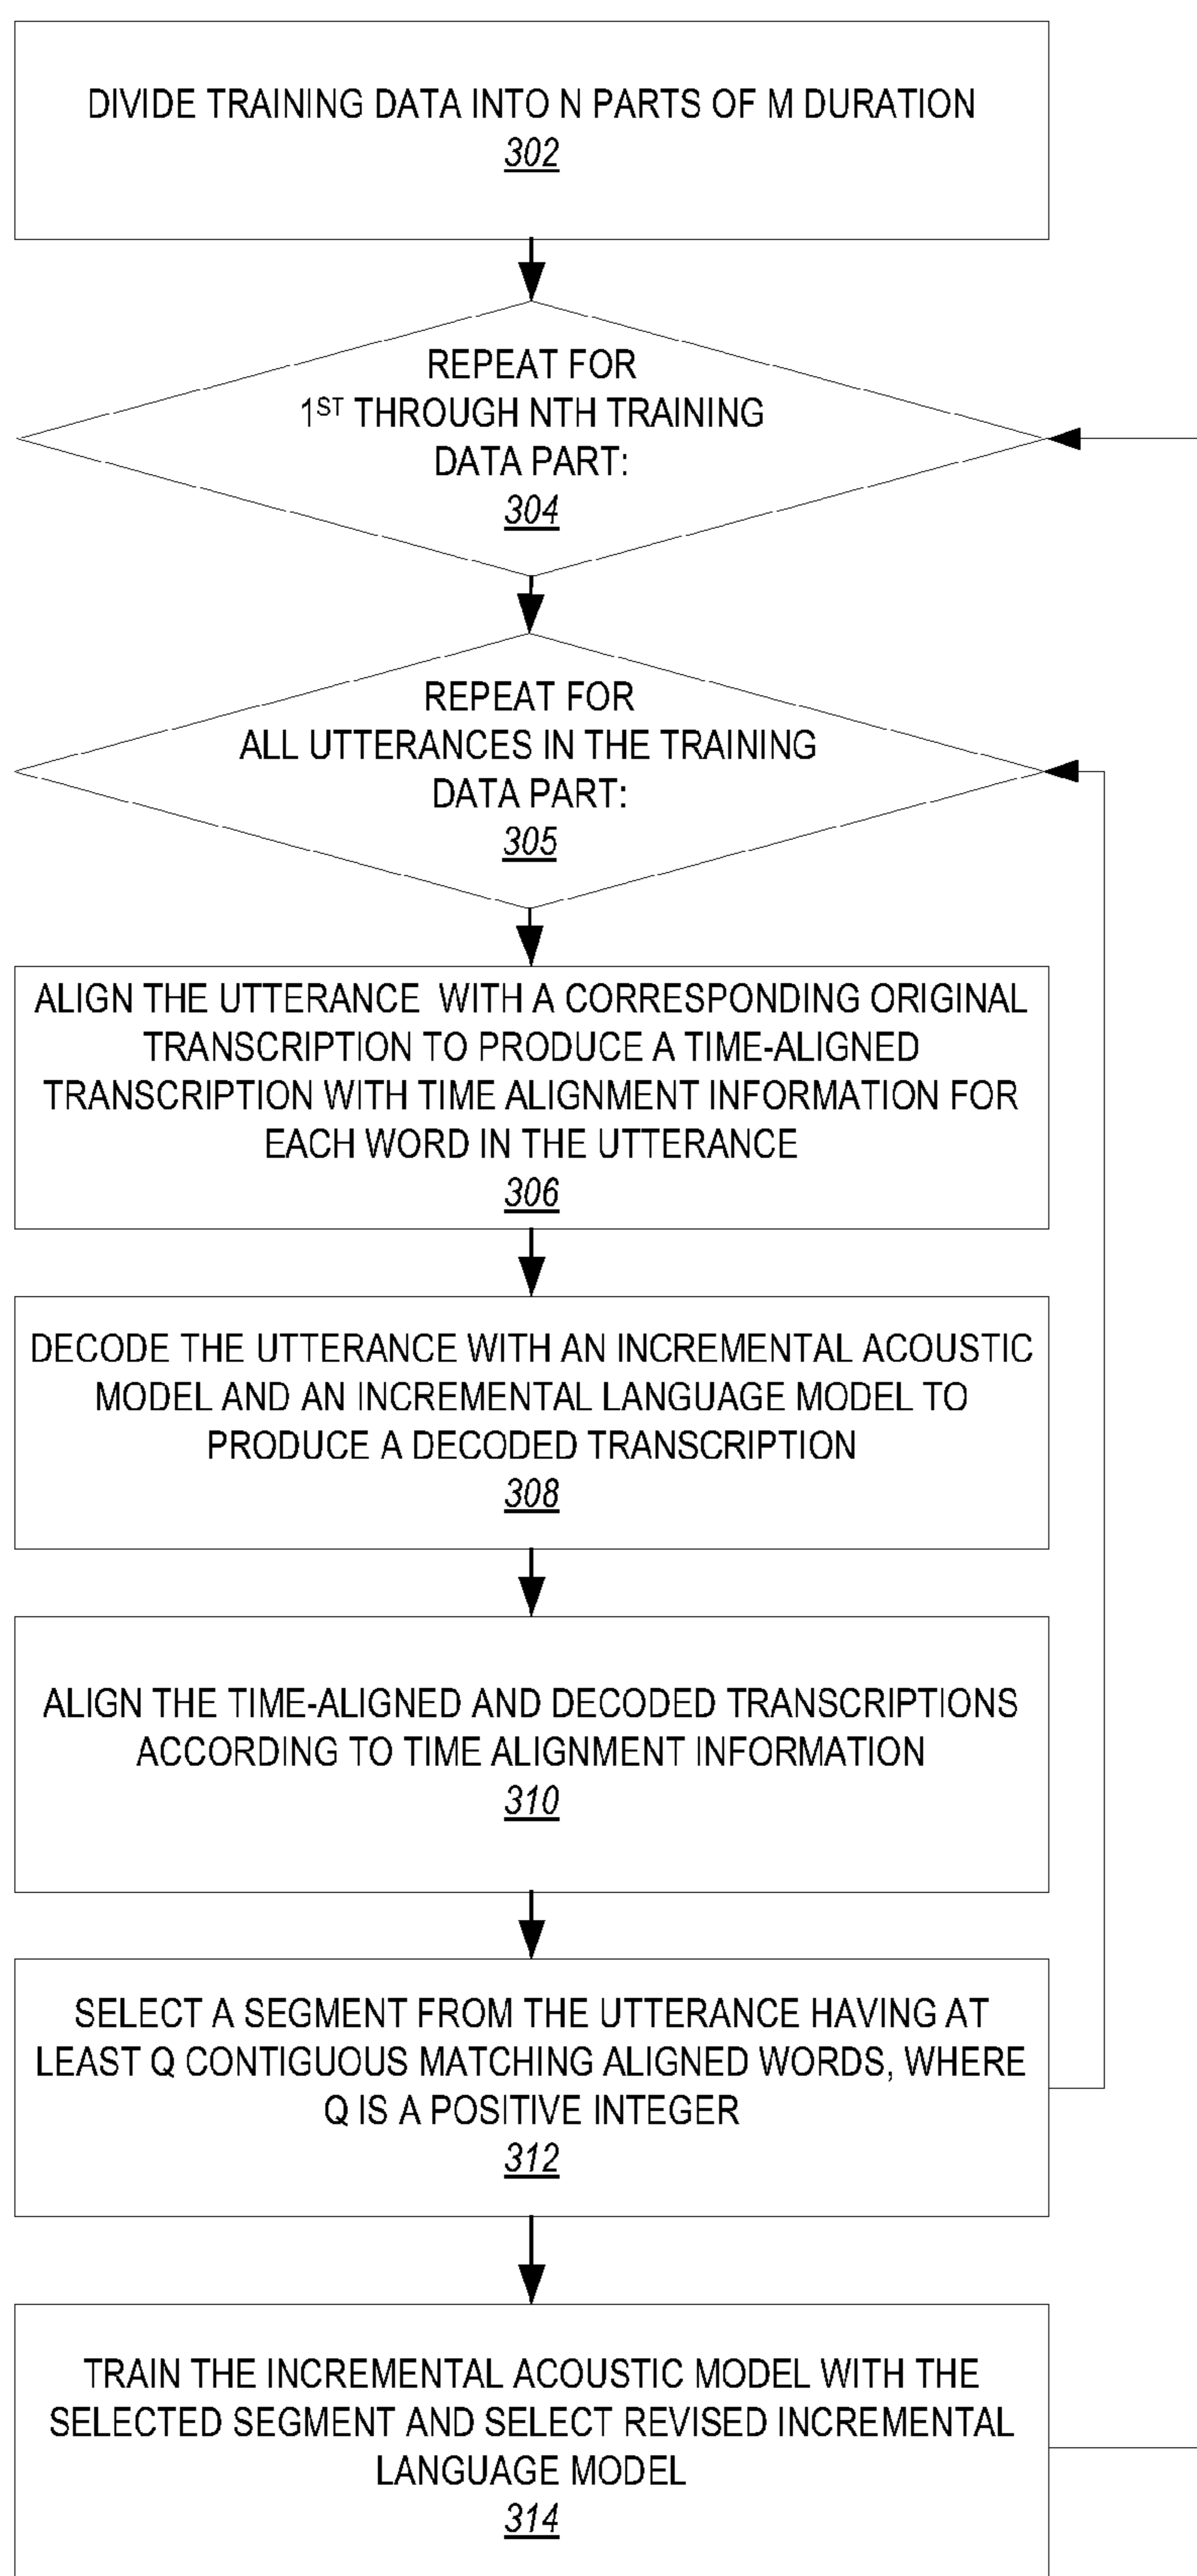 DIVIDE TRAINING DATA INTO N PARTS OF M DURATION
302
REPEAT FOR
1ST THROUGH NTH TRAINING
DATA PART:
304
REPEAT FOR
ALL UTTERANCES IN THE TRAINING
DATA PART:
305
ALIGN THE UTTERANCE WITH A CORRESPONDING ORIGINAL
TRANSCRIPTION TO PRODUCE A TIME-ALIGNED
TRANSCRIPTION WITH TIME ALIGNMENT INFORMATION FOR
EACH WORD IN THE UTTERANCE
306
DECODE THE UTTERANCE WITH AN INCREMENTAL ACOUSTIC
MODEL AND AN INCREMENTAL LANGUAGE MODEL TO
PRODUCE A DECODED TRANSCRIPTION
308
ALIGN THE TIME-ALIGNED AND DECODED TRANSCRIPTIONS
ACCORDING TO TIME ALIGNMENT INFORMATION
310
SELECT A SEGMENT FROM THE UTTERANCE HAVING AT
LEAST Q CONTIGUOUS MATCHING ALIGNED WORDS, WHERE
Q IS A POSITIVE INTEGER
312
TRAIN THE INCREMENTAL ACOUSTIC MODEL WITH THE
SELECTED SEGMENT AND SELECT REVISED INCREMENTAL
LANGUAGE MODEL
314